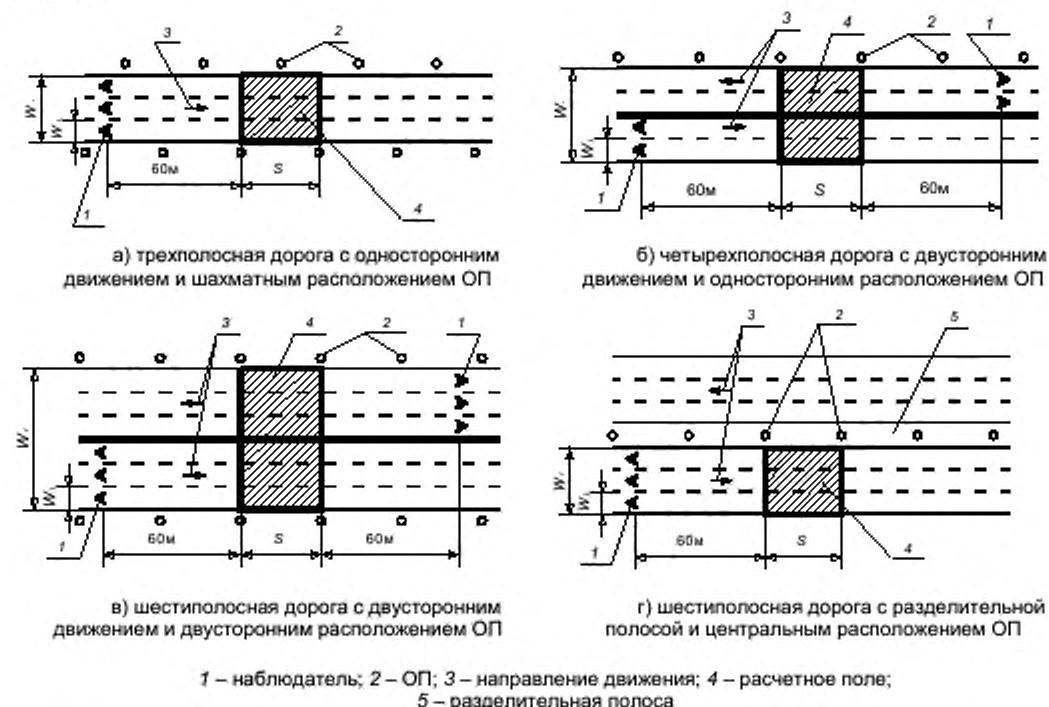 3 2
W W
60м S
1 4
а) трехполосная дорога с односторонним
движением и шахматным расположением ОП
3 4 2 1
W W
60м S 60м
1
б) четырехполосная дорога с двусторонним
движением и односторонним расположением ОП
3 4 2 1
W W
60м S 60м
1
в) шестиполосная дорога с двусторонним
движением и двусторонним расположением ОП
3 2 5
W W
60м S
1 4
г) шестиполосная дорога с разделительной
полосой и центральным расположением ОП
1 – наблюдатель; 2 – ОП; 3 – направление движения; 4 – расчетное поле;
5 – разделительная полоса